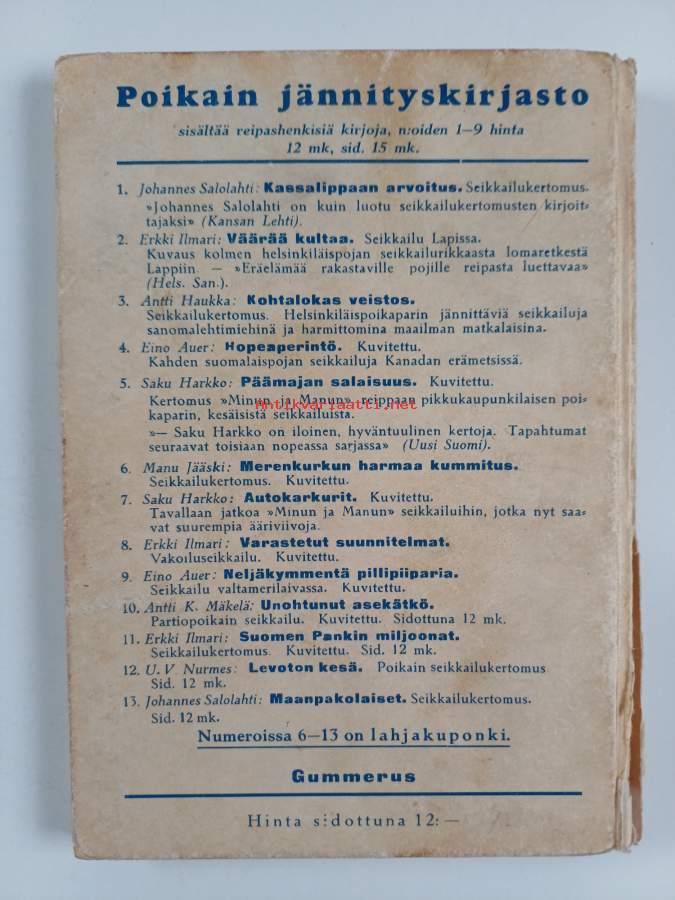 Poikain jännityskirjasto
sisältää reipashenkisiä kirjoja, n:oiden 1—9 hinta
12 mk, sid. 15 mk.
1. Johannes Salolahti: Kassalippaan arvoitus. Seikkailukertomus.
»Johannes Salolahti on kuin luotu seikkailukertomusten kirjoit-
tajaksi» (Kansan Lehti).
2. Erkki Ilmari: Väärää kultaa. Seikkailu Lapissa.
Kuvaus kolmen helsinkiläispojan seikkailurikkaasta lomaretkestä
Lappiin. — »Eräelämää rakastaville pojille reipasta luettavaa»
(Hels. San.).
3. Antti Haukka: Kohtalokas veistos.
Seikkailukertomus. Helsinkiläispoikaparin jännittäviä seikkailuja
sanomalehtimiehinä ja harmittomina maailman matkalaisina.
4. Eino Auer: Hopeaperintö. Kuvitettu.
Kahden suomalaispojan seikkailuja Kanadan erämetsissä.
5. Saku Harkko: Päämajan salaisuus. Kuvitettu.
Kertomus »Minun ja Manun», reippaan pikkukaupunkilaisen poi-
antikvariaatti.net
kaparin, kesäisistä seikkailuista.
»— Saku Harkko on iloinen, hyväntuulinen kertoja. Tapahtumat
seuraavat toisiaan nopeassa sarjassa» (Uusi Suomi).
6. Manu Jääski: Merenkurkun harmaa kummitus.
Seikkailukertomus. Kuvitettu.
7. Saku Harkko: Autokarkurit. Kuvitettu.
Tavallaan jatkoa »Minun ja Manun» seikkailuihin, jotka nyt saa-
vat suurempia ääriviivoja.
8. Erkki Ilmari: Varastetut suunnitelmat.
Vakoiluseikkailu. Kuvitettu.
9. Eino Auer: Neljäkymmentä pillipiiparia.
Seikkailu valtamerilaivassa. Kuvitettu.
10. Antti K. Mäkelä: Unohtunut asekätkö.
Partiopoikain seikkailu. Kuvitettu. Sidottuna 12 mk.
11. Erkki Ilmari: Suomen Pankin miljoonat.
Seikkailukertomus. Kuvitettu. Sid. 12 mk.
12. U. V Nurmes: Levoton kesä. Poikain seikkailukertomus
Sid. 12 mk.
13. Johannes Salolahti: Maanpakolaiset. Seikkailukertomus.
Sid. 12 mk.
Numeroissa 6—13 on lahjakuponki.
Gummerus
Hinta sidottuna 12: —